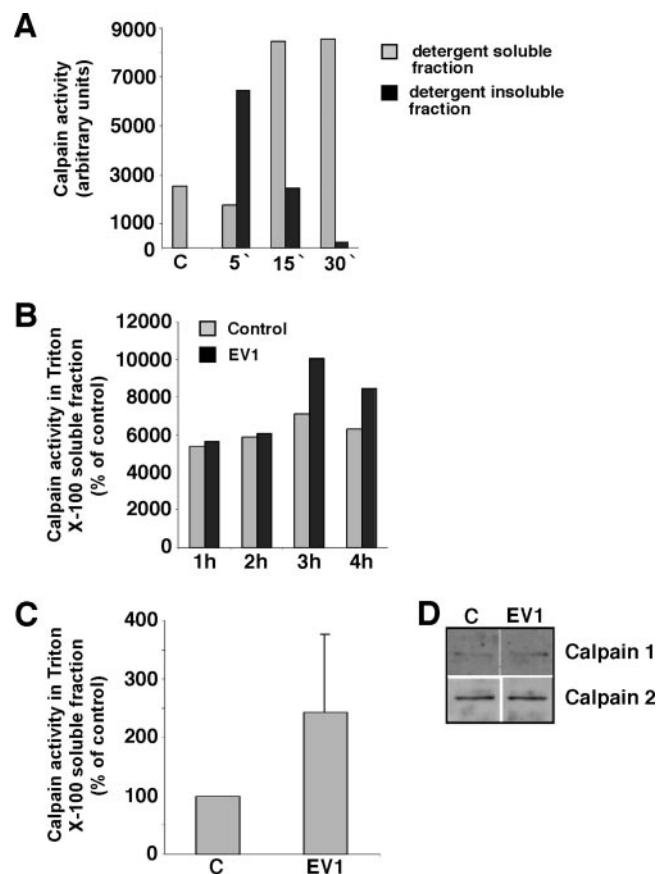 A
Calpain activity
(arbitrary units)
9000
7500
6000
4500
3000
1000
0
C
5`
15`
30`
detergent soluble
fraction
detergent insoluble
fraction
B
Calpain activity in Triton
X-100 soluble fraction
(% of control)
12000
10000
8000
6000
4000
2000
0
Control
EV1
1h
2h
3h
4h
C
Calpain activity in Triton
X-100 soluble fraction
(% of control)
400
300
200
100
0
C
EV1
D
C
EV1
Calpain 1
Calpain 2